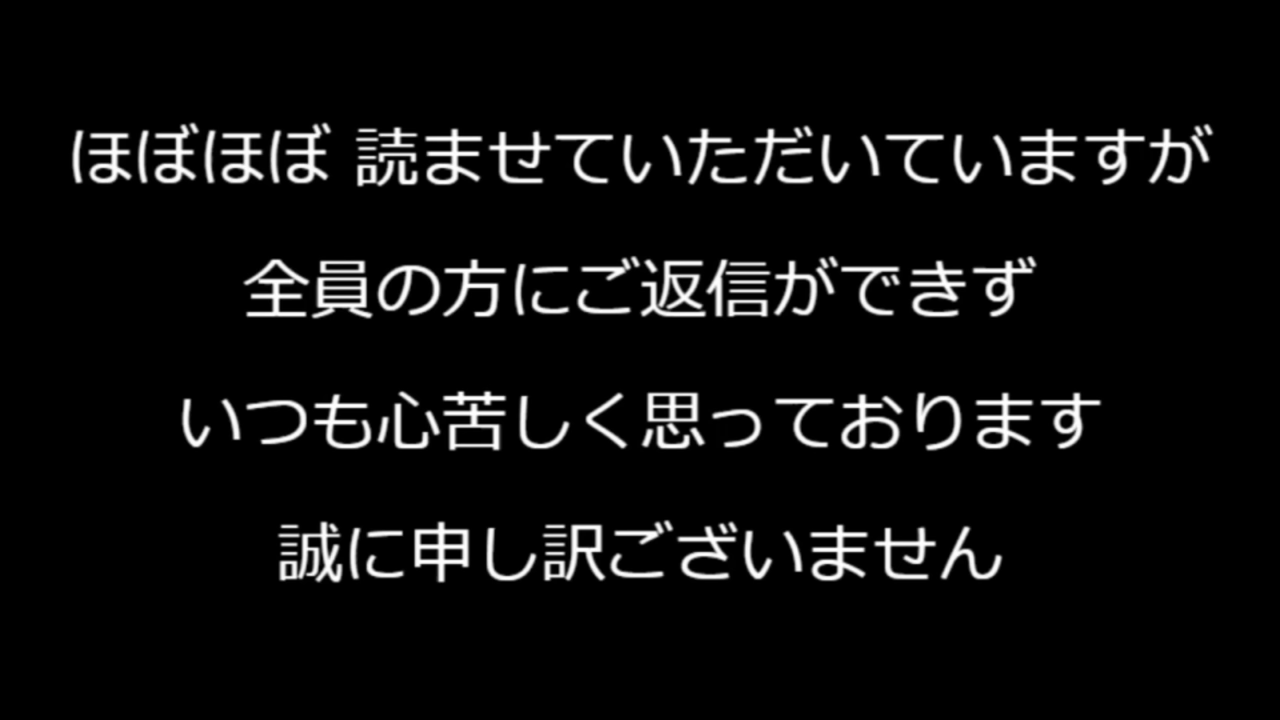 ほぼほぼ 読ませていただいていますが
全員の方にご返信ができず
いつも心苦しく思っております
誠に申し訳ございません